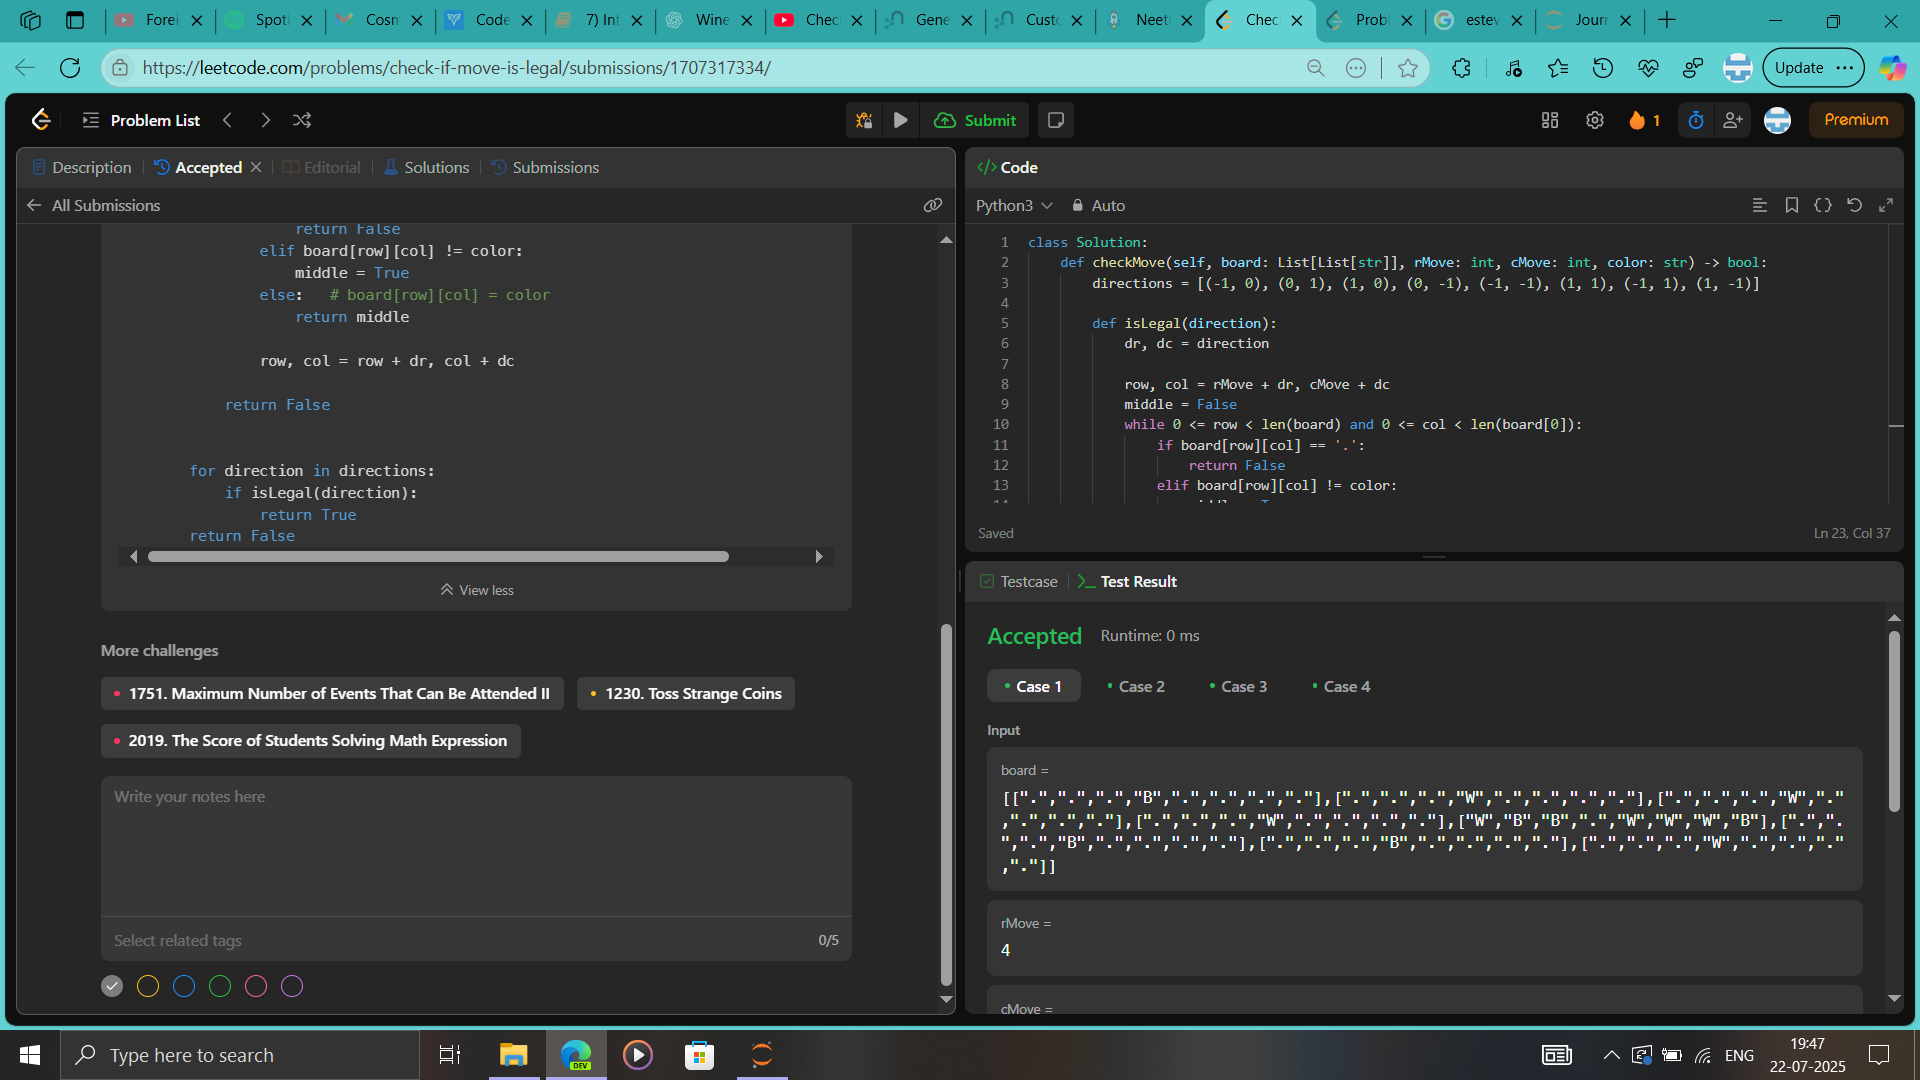 Forei
Spoti
Cosm
Code
7) Int
Wine
Chec
Gene
Custo
Neet
Chec
Probl
estev
Journ
https://leetcode.com/problems/check-if-move-is-legal/submissions/1707317334/
Update
Problem List
Submit
1
Premium
Description
Accepted
Editorial
Solutions
Submissions
All Submissions
return False
elif board[row][col] != color:
middle = True
else:   # board[row][col] = color
return middle
row, col = row + dr, col + dc
return False
for direction in directions:
if isLegal(direction):
return True
return False
View less
More challenges
1751. Maximum Number of Events That Can Be Attended II
1230. Toss Strange Coins
2019. The Score of Students Solving Math Expression
Write your notes here
Select related tags
0/5
</> Code
Python3
Auto
1 class Solution:
2 def checkMove(self, board: List[List[str]], rMove: int, cMove: int, color: str) -> bool:
3 directions = [(-1, 0), (0, 1), (1, 0), (0, -1), (-1, -1), (1, 1), (-1, 1), (1, -1)]
4
5 def isLegal(direction):
6 dr, dc = direction
7
8 row, col = rMove + dr, cMove + dc
9 middle = False
10 while 0 <= row < len(board) and 0 <= col < len(board[0]):
11 if board[row][col] == '.':
12 return False
13 elif board[row][col] != color:
Saved
Ln 23, Col 37
Testcase
Test Result
Accepted
Runtime: 0 ms
Case 1
Case 2
Case 3
Case 4
Input
board =
[[".",".",".","B",".",".",".","."],[".",".",".","W",".",".",".","."],[".",".",".","W","."
,".",".","."],[".",".",".","W",".",".",".","."],["W","B","B",".","W","W","W","B"],[".",".
",".","B",".",".",".","."],[".",".",".","B",".",".",".","."],[".",".",".","W",".",".","."
,"."]]
rMove =
4
cMove =
Type here to search
DEV
ENG
19:47
22-07-2025